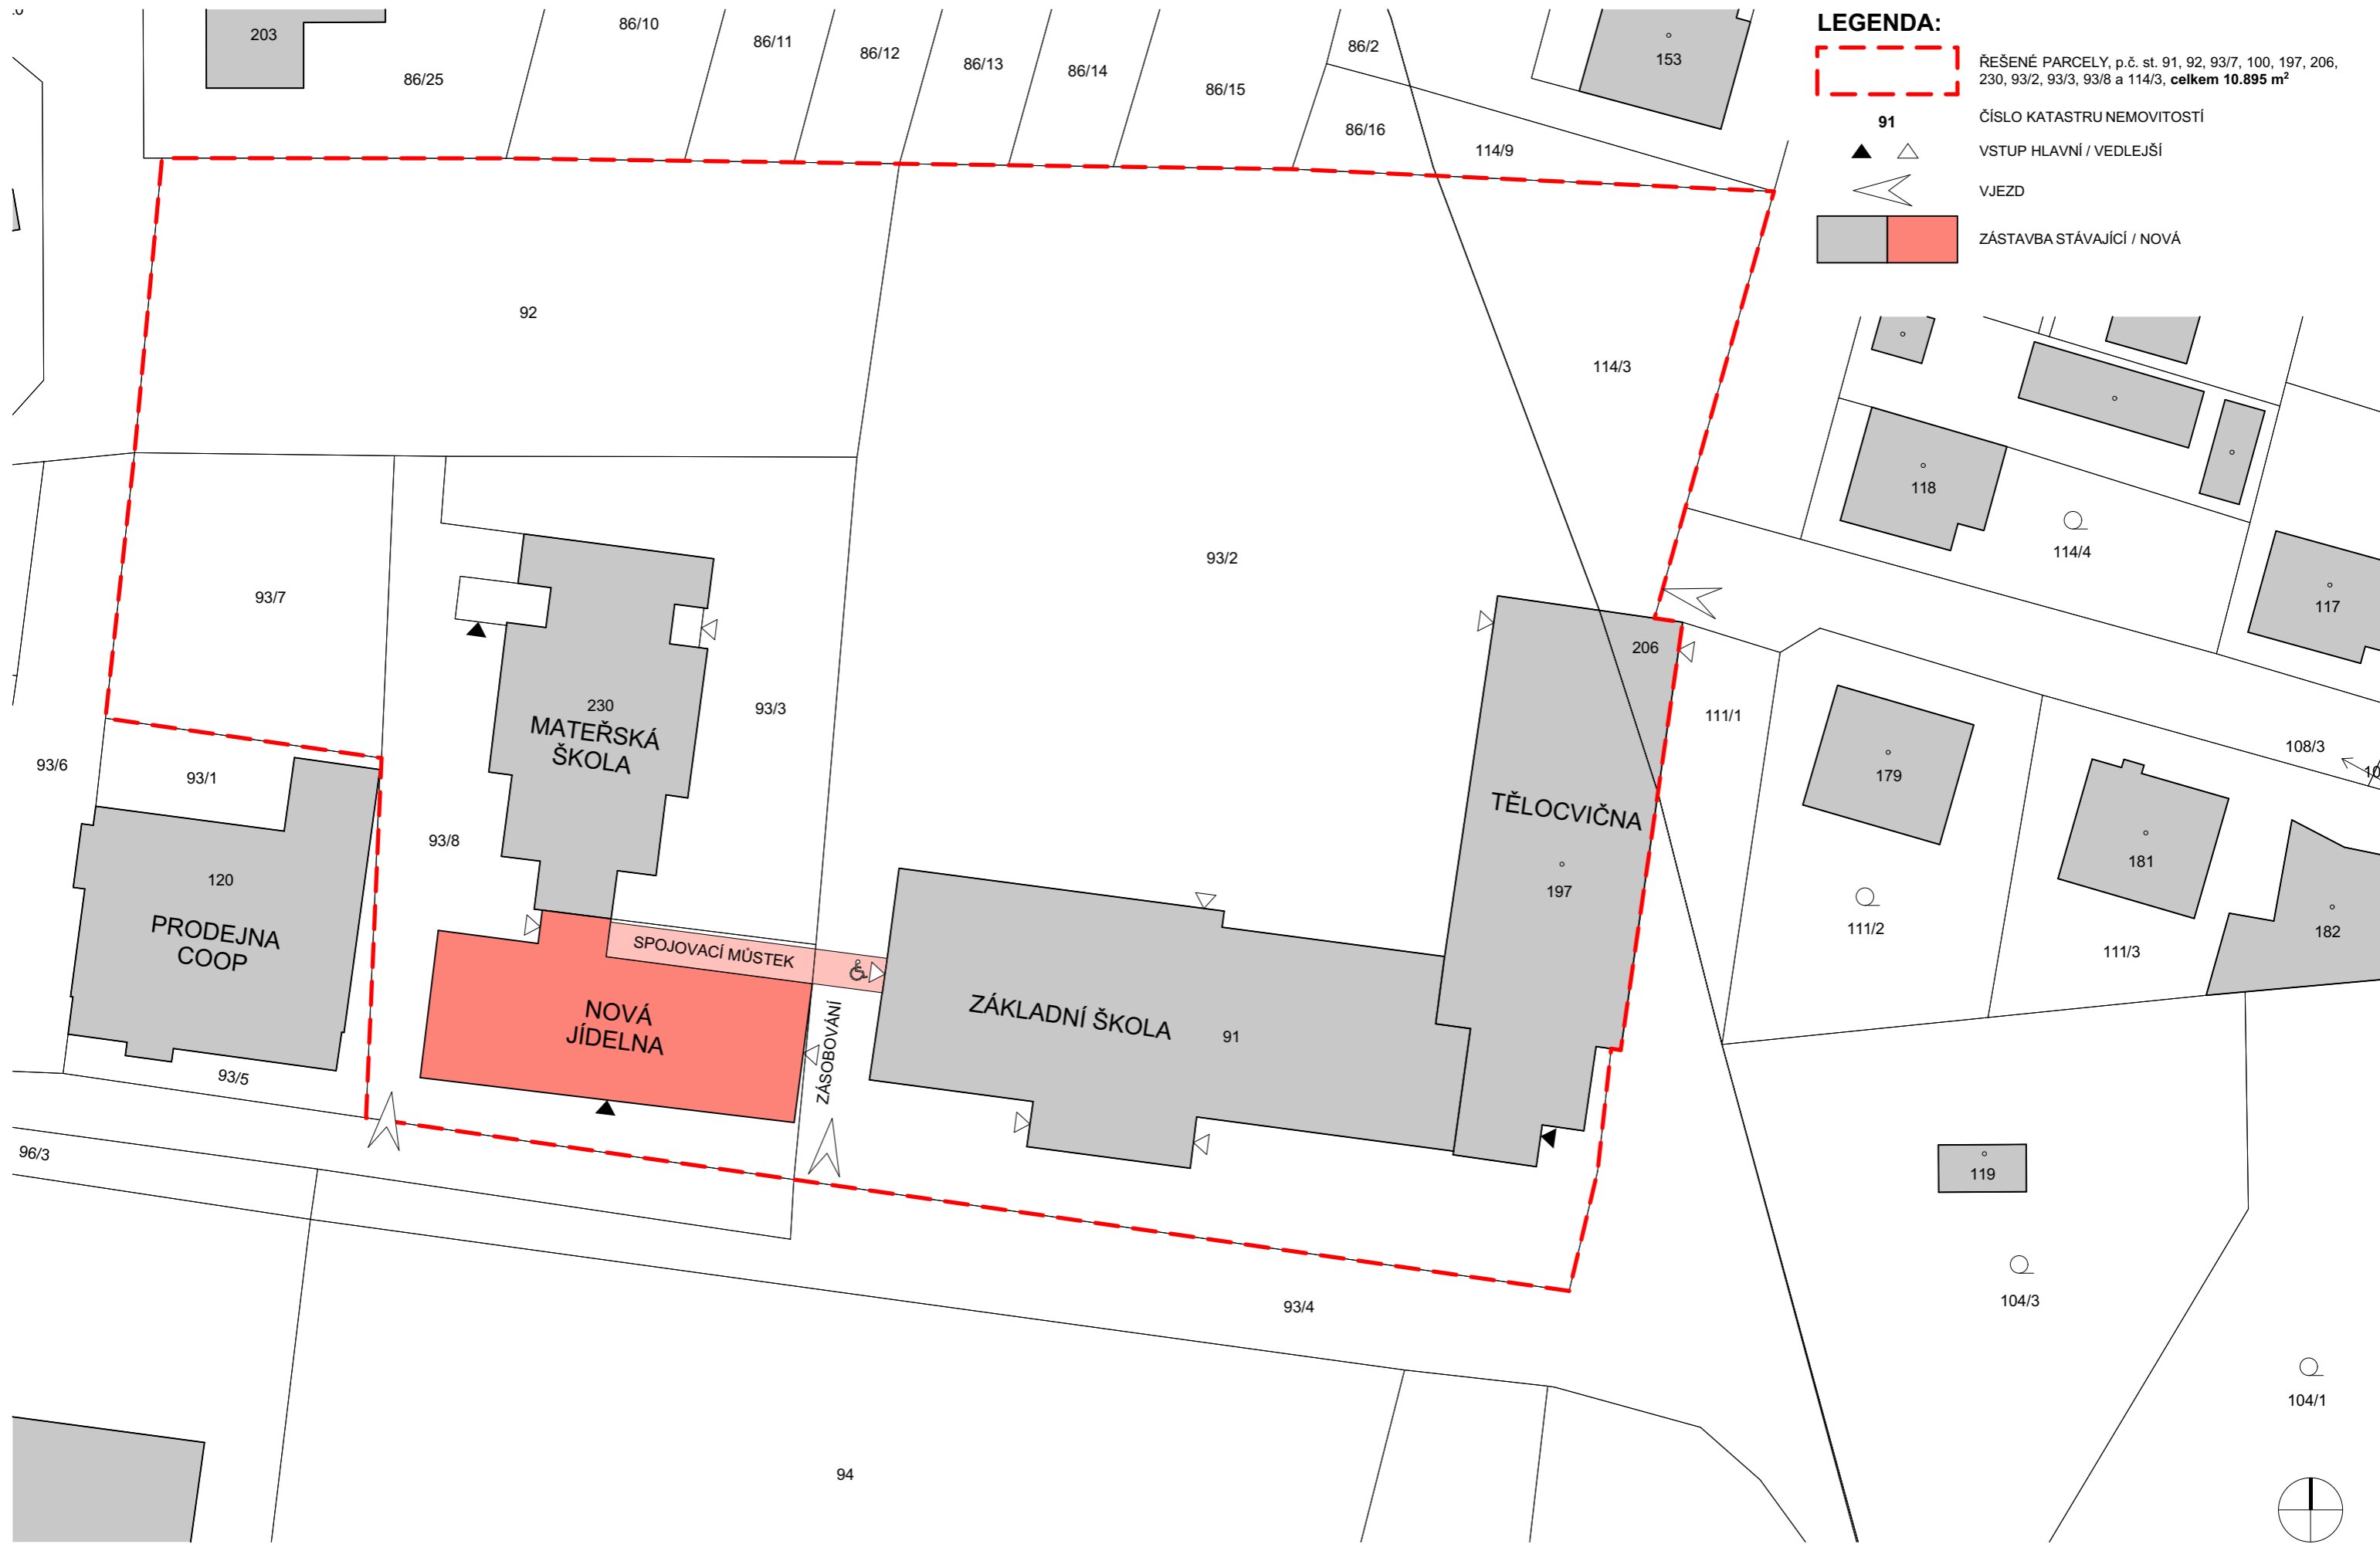 LEGENDA:
ŘEŠENÉ PARCELY, p.č. st. 91, 92, 93/7, 100, 197, 206,
230, 93/2, 93/3, 93/8 a 114/3, celkem 10.895 m²
91
ČÍSLO KATASTRU NEMOVITOSTÍ
VSTUP HLAVNÍ / VEDLEJŠÍ
VJEZD
ZÁSTAVBA STÁVAJÍCÍ / NOVÁ
203
86/25
86/10
86/11
86/12
86/13
86/14
86/15
86/2
86/16
114/9
153
92
114/3
93/2
118
114/4
117
93/7
230
MATEŘSKÁ
ŠKOLA
93/3
206
111/1
108/3
93/6
93/1
93/8
120
PRODEJNA
COOP
TĚLOCVIČNA
197
179
181
182
111/2
111/3
SPOJOVACÍ MŮSTEK
NOVÁ
JÍDELNA
ZÁSOBOVÁNÍ
ZÁKLADNÍ ŠKOLA
91
93/5
96/3
119
93/4
104/3
104/1
94